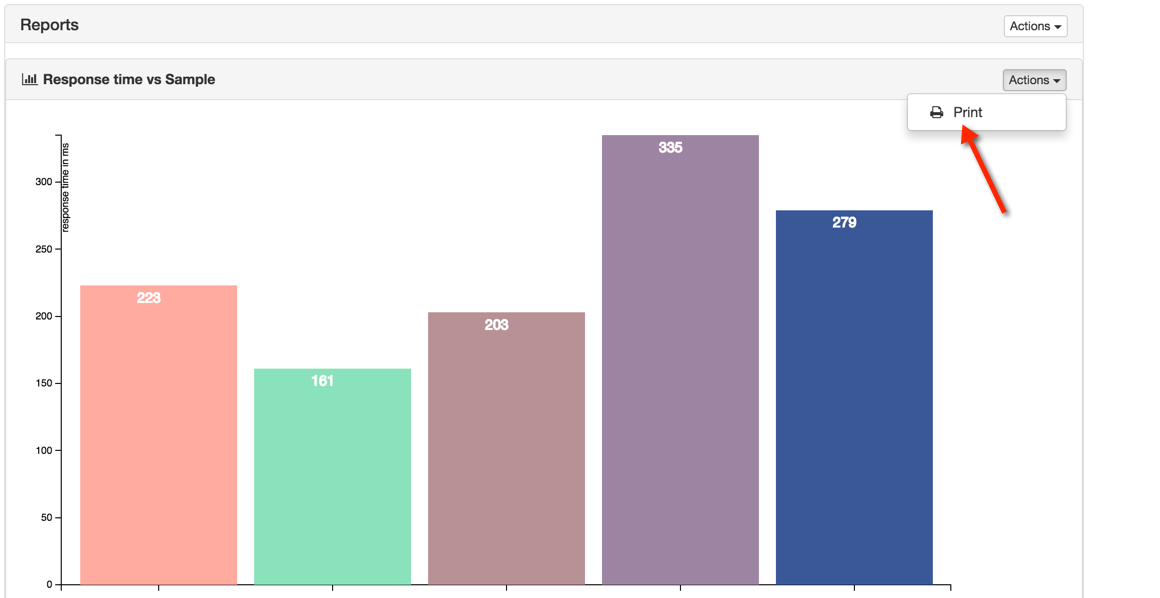 Reports
Actions
Response time vs Sample
Actions
Print
response time in ms
300
250
200
150
100
50
0
223
161
203
335
279